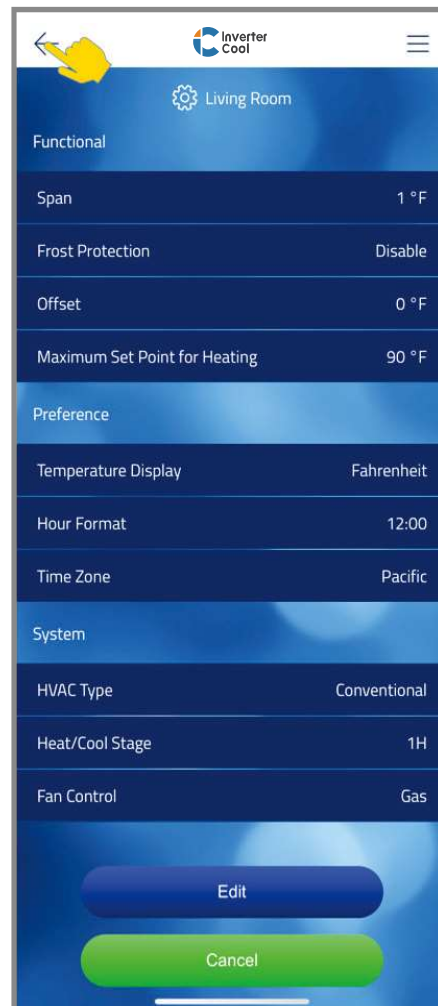 Inverter
Cool
Living Room
Functional
Span 1 °F
Frost Protection Disable
Offset 0 °F
Maximum Set Point for Heating 90 °F
Preference
Temperature Display Fahrenheit
Hour Format 12:00
Time Zone Pacific
System
HVAC Type Conventional
Heat/Cool Stage 1H
Fan Control Gas
Edit
Cancel